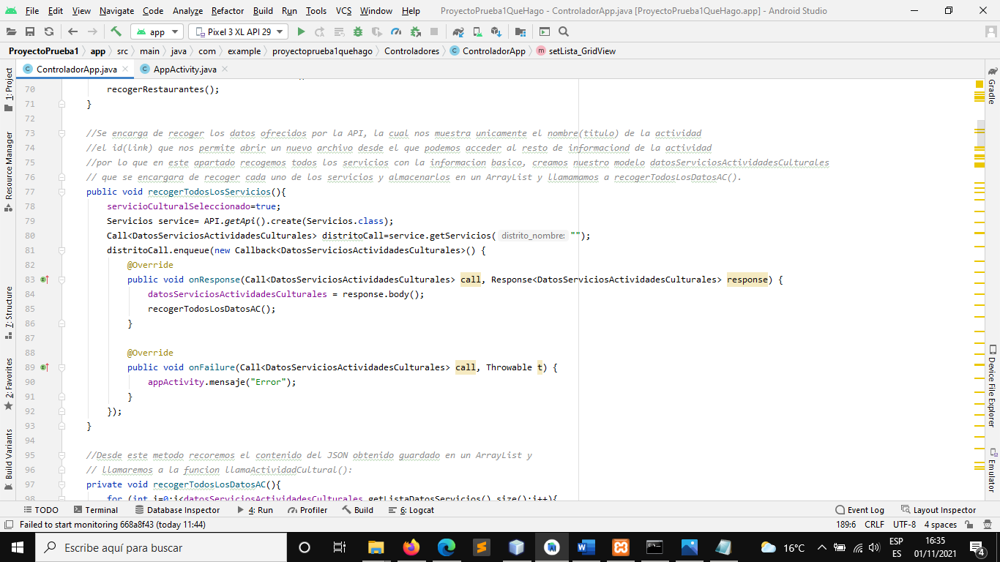 File Edit View Navigate Code Analyze Refactor Build Run Tools VCS Window Help ProyectoPrueba1QueHago - ControladorApp.java [ProyectoPrueba1QueHago.app] - Android Studio
app Pixel 3 XL API 29
ProyectoPrueba1 app src main java com example proyectoprueba1quehago Controladores ControladorApp setLista_GridView
ControladorApp.java AppActivity.java
1: Project
Resource Manager
7: Structure
2: Favorites
Build Variants
70 recogerRestaurantes();
71 }
72
73 //Se encarga de recoger los datos ofrecidos por la API, la cual nos muestra unicamente el nombre(titulo) de la actividad
74 //el id(link) que nos permite abrir un nuevo archivo desde el que podemos acceder al resto de informaciond de la actividad
75 //por lo que en este apartado recogemos todos los servicios con la informacion basico, creamos nuestro modelo datosServiciosActividadesCulturales
76 // que se encargara de recoger cada uno de los servicios y almacenarlos en un ArrayList y llamamamos a recogerTodosLosDatosAC().
77 public void recogerTodosLosServicios(){
78 servicioCulturalSeleccionado=true;
79 Servicios service= API.getApi().create(Servicios.class);
80 Call<DatosServiciosActividadesCulturales> distritoCall=service.getServicios( distrito_nombre: "");
81 distritoCall.enqueue(new Callback<DatosServiciosActividadesCulturales>() {
82 @Override
83 public void onResponse(Call<DatosServiciosActividadesCulturales> call, Response<DatosServiciosActividadesCulturales> response) {
84 datosServiciosActividadesCulturales = response.body();
85 recogerTodosLosDatosAC();
86 }
87
88 @Override
89 public void onFailure(Call<DatosServiciosActividadesCulturales> call, Throwable t) {
90 appActivity.mensaje("Error");
91 }
92 });
93 }
94
95 //Desde este metodo recoremos el contenido del JSON obtenido guardado en un ArrayList y
96 // llamaremos a la funcion llamaActividadCultural():
97 private void recogerTodosLosDatosAC(){
98 for (int i=0;i<datosServiciosActividadesCulturales.getListaDatosServicios().size();i++){
Gradle
Device File Explorer
Emulator
TODO Terminal Database Inspector 4: Run Profiler Build 6: Logcat Event Log Layout Inspector
Failed to start monitoring 668a8f43 (today 11:44) 189:6 CRLF UTF-8 4 spaces
Escribe aquí para buscar 16°C ESP ES 16:35 01/11/2021 4